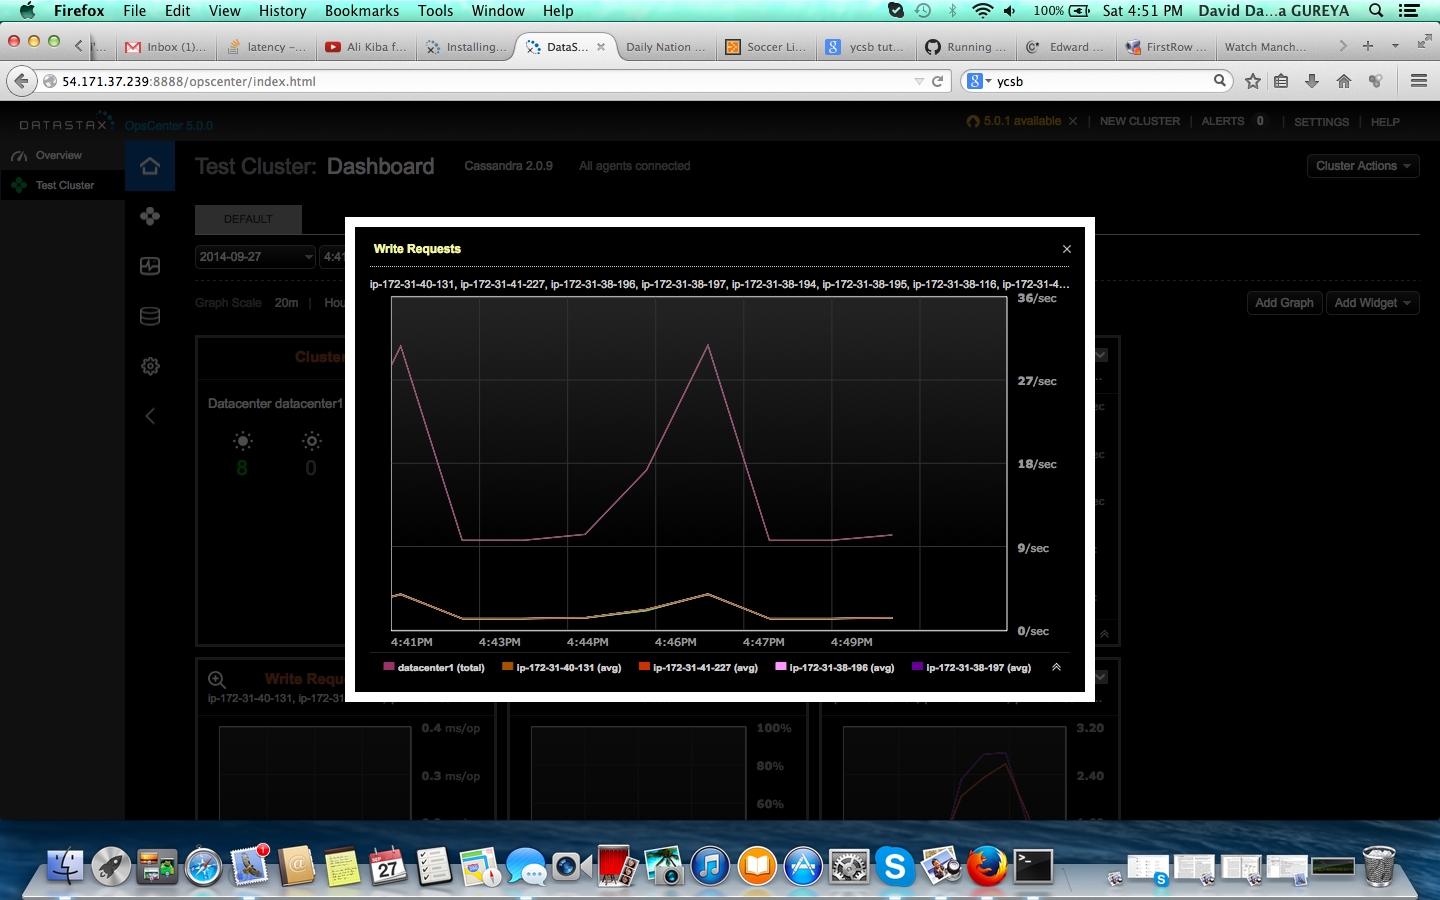 Firefox File Edit View History Bookmarks Tools Window Help 100% Sat 4:51 PM David Da...a GUREYA
Inbox (1)... latency –... Ali Kiba f... Installing... DataS... Daily Nation ... Soccer Li... ycsb tut... Running ... Edward ... FirstRow ... Watch Manch...
54.171.37.239:8888/opscenter/index.html ycsb
DATASTAX OpsCenter 5.0.0 5.0.1 available × NEW CLUSTER ALERTS 0 SETTINGS HELP
Overview
Test Cluster
Test Cluster: Dashboard Cassandra 2.0.9 All agents connected Cluster Actions
DEFAULT
2014-09-27 4:41
Graph Scale 20m Hou Add Graph Add Widget
Cluster
Datacenter datacenter1
8 0
Write Requests ×
ip-172-31-40-131, ip-172-31-41-227, ip-172-31-38-196, ip-172-31-38-197, ip-172-31-38-194, ip-172-31-38-195, ip-172-31-38-116, ip-172-31-4...
36/sec
27/sec
18/sec
9/sec
0/sec
4:41PM 4:43PM 4:44PM 4:46PM 4:47PM 4:49PM
datacenter1 (total) ip-172-31-40-131 (avg) ip-172-31-41-227 (avg) ip-172-31-38-196 (avg) ip-172-31-38-197 (avg)
Write Requ
ip-172-31-40-131, ip-172-31-
0.4 ms/op 100% 3.20
0.3 ms/op 80% 2.40
60%
SEP
27
1